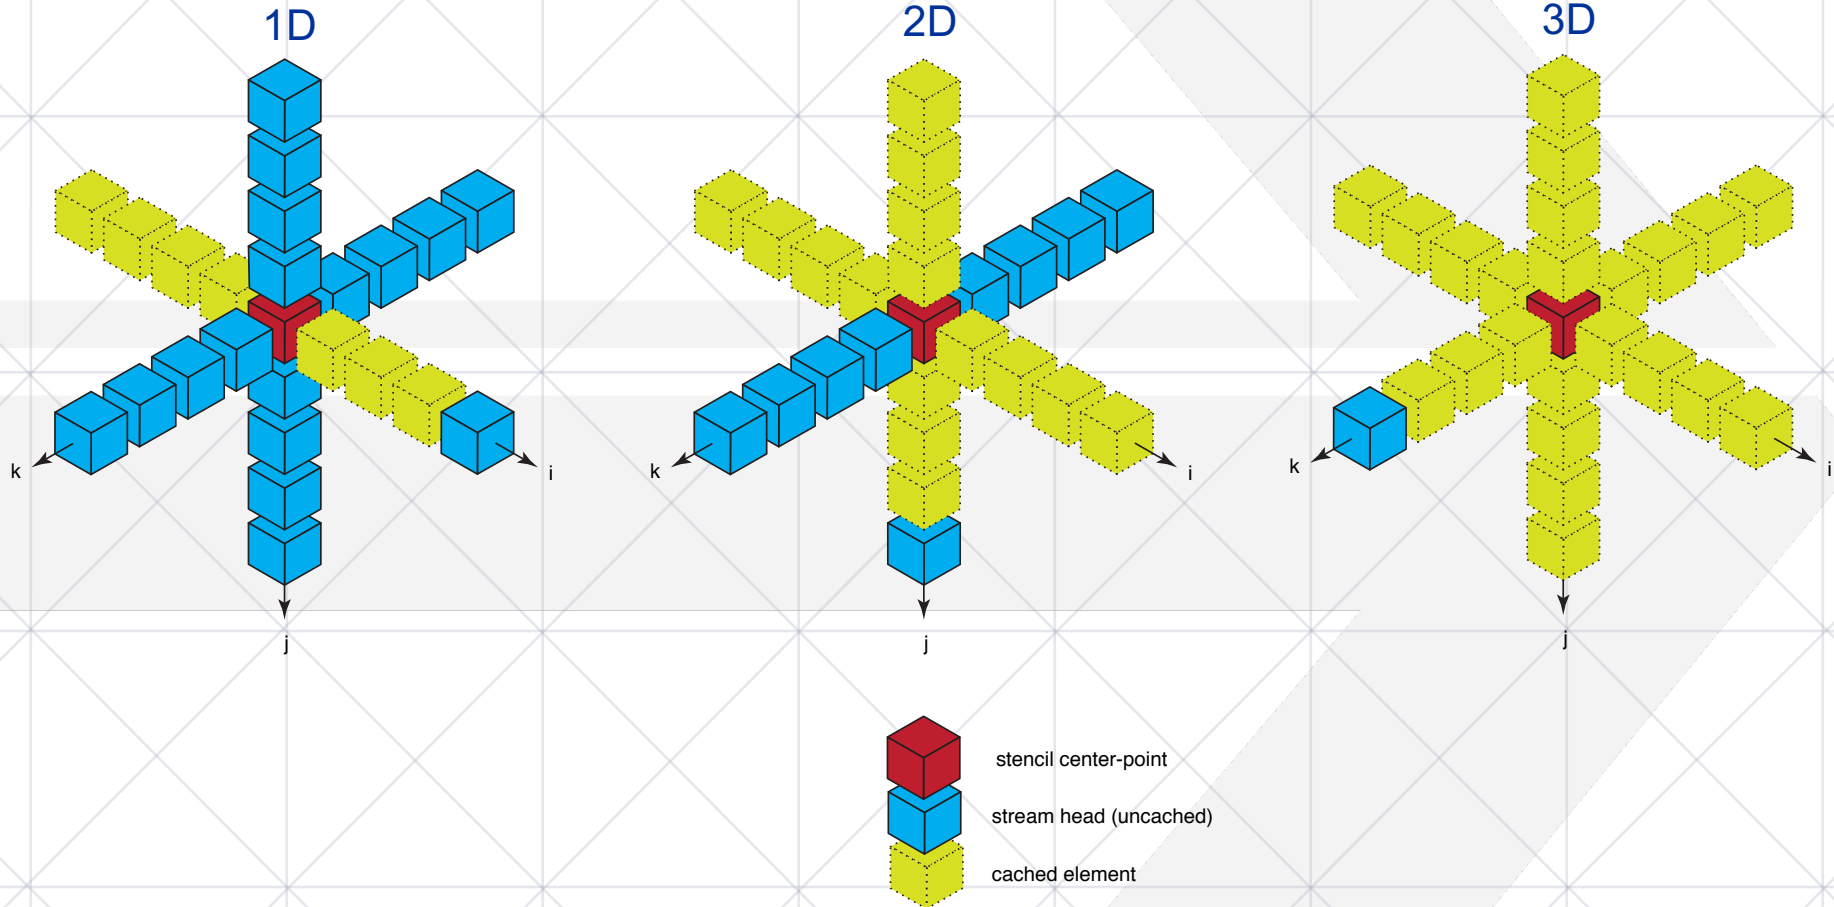 1D
2D
3D
k
i
k
i
k
i
j
j
j
stencil center-point
stream head (uncached)
cached element